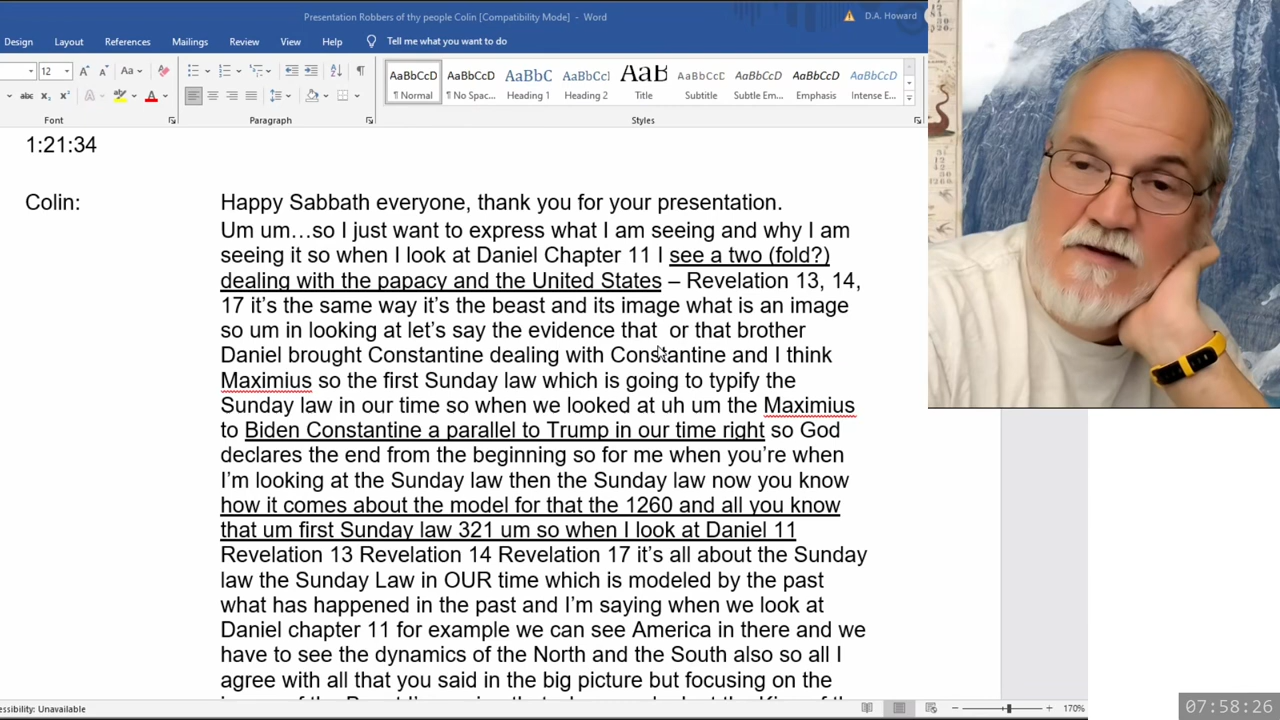 Presentation Robbers of thy people Colin [Compatibility Mode] - Word
D.A. Howard
Design Layout References Mailings Review View Help Tell me what you want to do
12
Aa
AaBbCcD AaBbCcD AaBbC AaBbCcl AaB AaBbCcD AaBbCcD AaBbCcD AaBbCcD
¶ Normal ¶ No Spac... Heading 1 Heading 2 Title Subtitle Subtle Em... Emphasis Intense E...
Font Paragraph Styles
1:21:34
Colin: Happy Sabbath everyone, thank you for your presentation.
Um um…so I just want to express what I am seeing and why I am
seeing it so when I look at Daniel Chapter 11 I see a two (fold?)
dealing with the papacy and the United States – Revelation 13, 14,
17 it's the same way it's the beast and its image what is an image
so um in looking at let's say the evidence that or that brother
Daniel brought Constantine dealing with Constantine and I think
Maximius so the first Sunday law which is going to typify the
Sunday law in our time so when we looked at uh um the Maximius
to Biden Constantine a parallel to Trump in our time right so God
declares the end from the beginning so for me when you're when
I'm looking at the Sunday law then the Sunday law now you know
how it comes about the model for that the 1260 and all you know
that um first Sunday law 321 um so when I look at Daniel 11
Revelation 13 Revelation 14 Revelation 17 it's all about the Sunday
law the Sunday Law in OUR time which is modeled by the past
what has happened in the past and I'm saying when we look at
Daniel chapter 11 for example we can see America in there and we
have to see the dynamics of the North and the South also so all I
agree with all that you said in the big picture but focusing on the
ssibility: Unavailable
170%
07:58:26